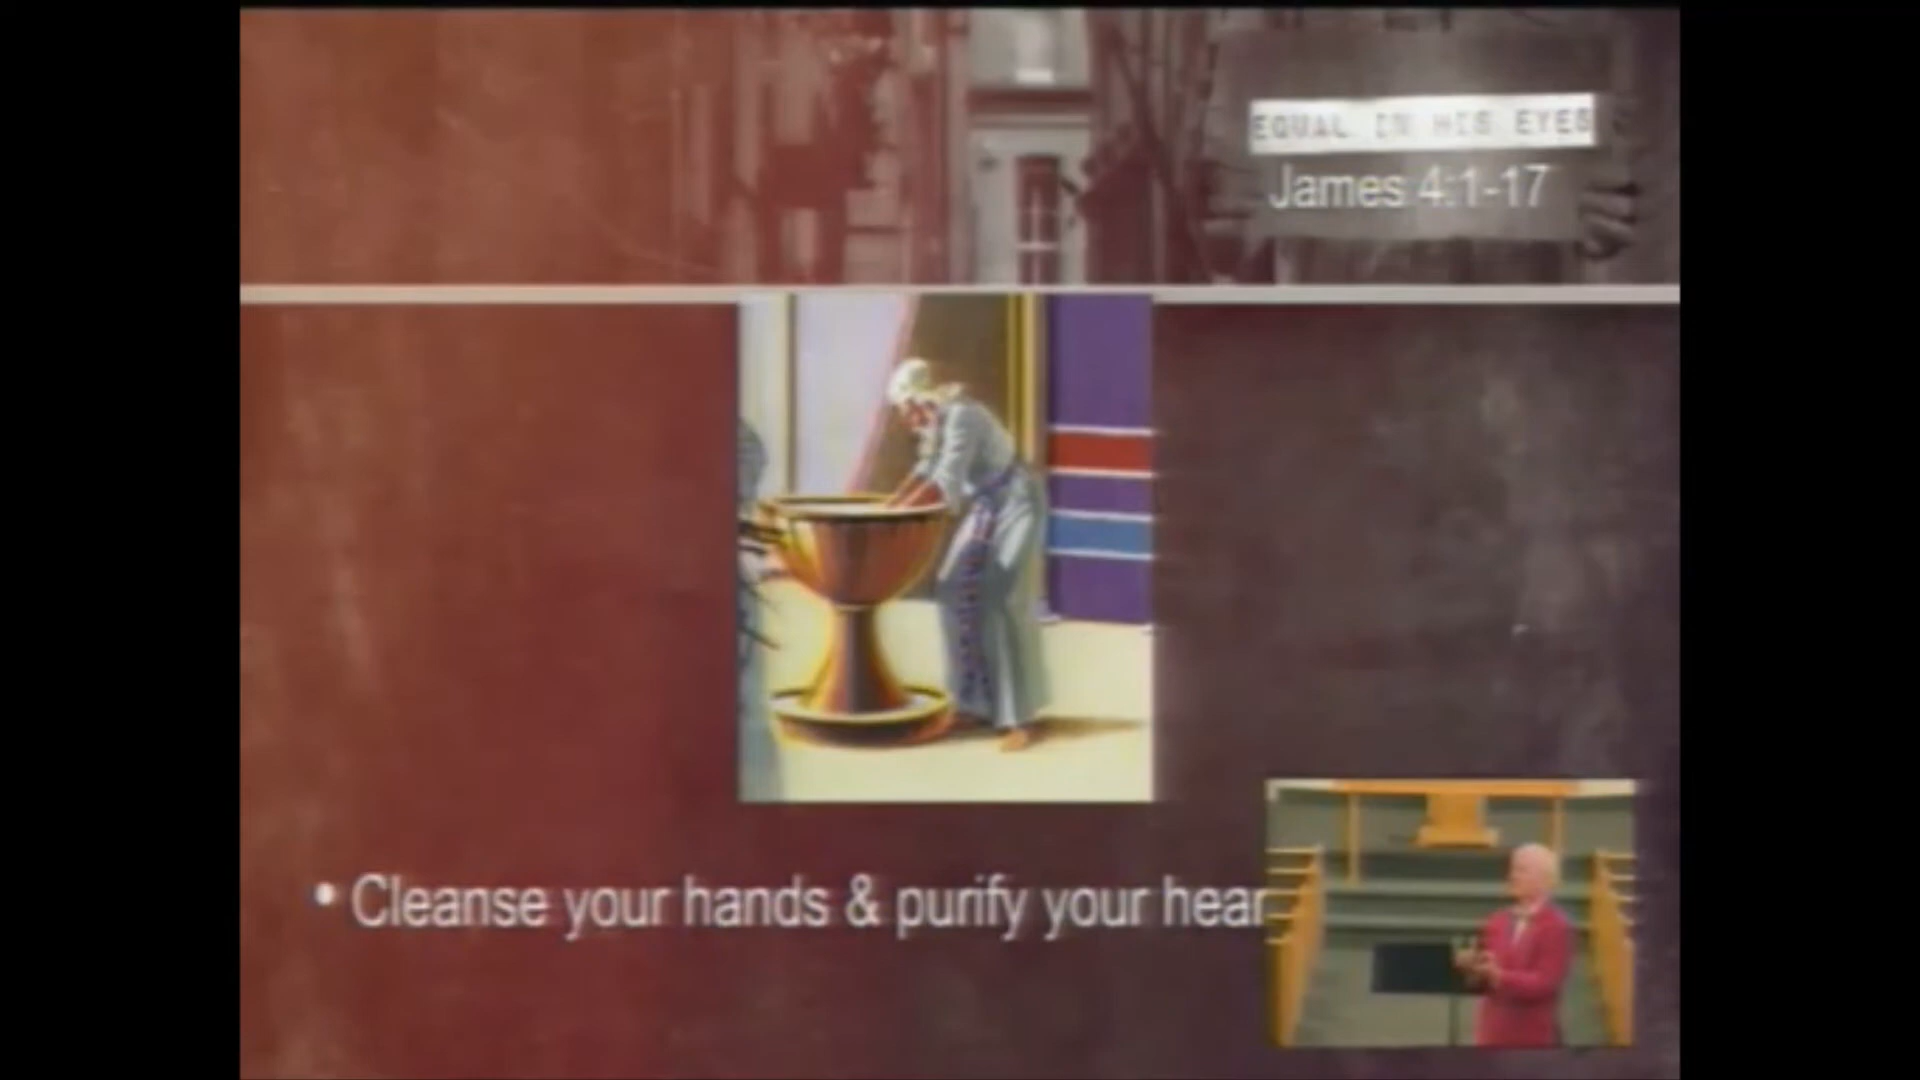 EQUAL IN HIS EYES
James 4:1-17
• Cleanse your hands & purify your hear